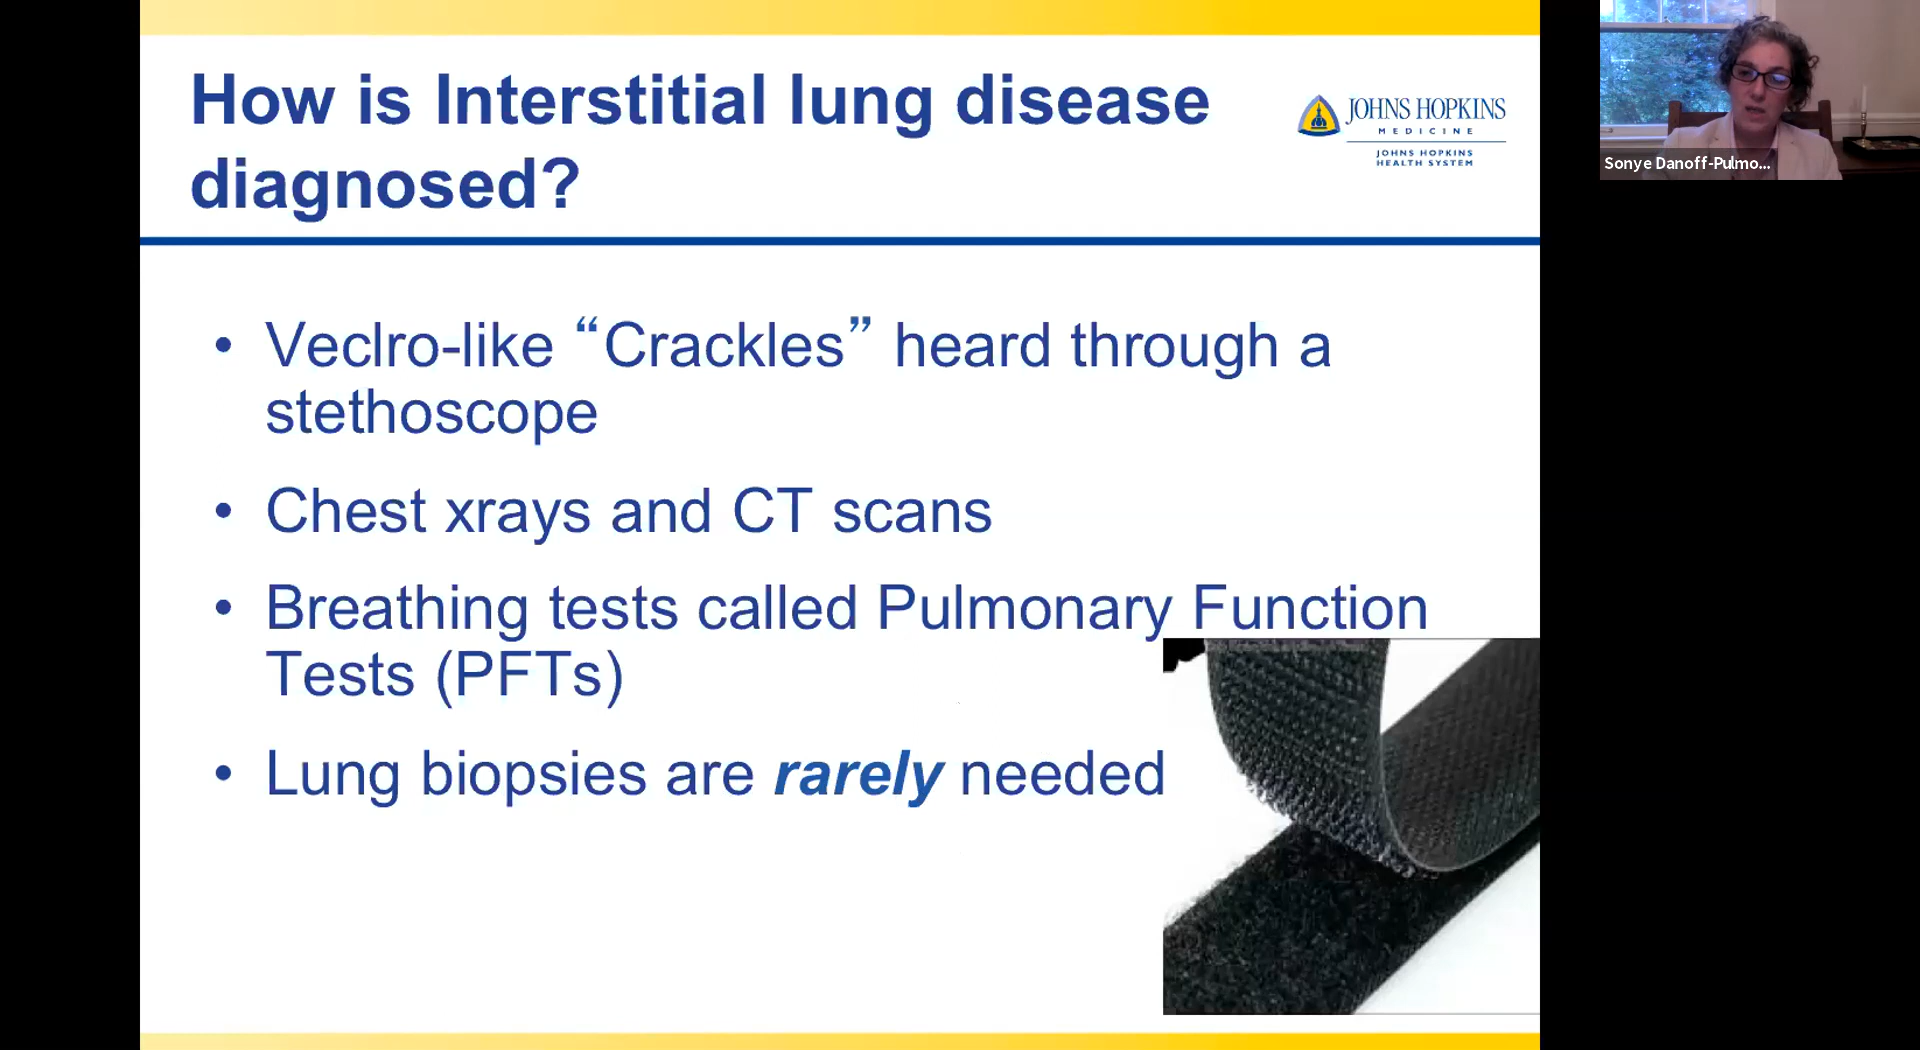 How is Interstitial lung disease
diagnosed?
JOHNS HOPKINS
MEDICINE
JOHNS HOPKINS
HEALTH SYSTEM
Sonye Danoff-Pulmo...
• Veclro-like “Crackles” heard through a
stethoscope
• Chest xrays and CT scans
• Breathing tests called Pulmonary Function
Tests (PFTs)
• Lung biopsies are rarely needed